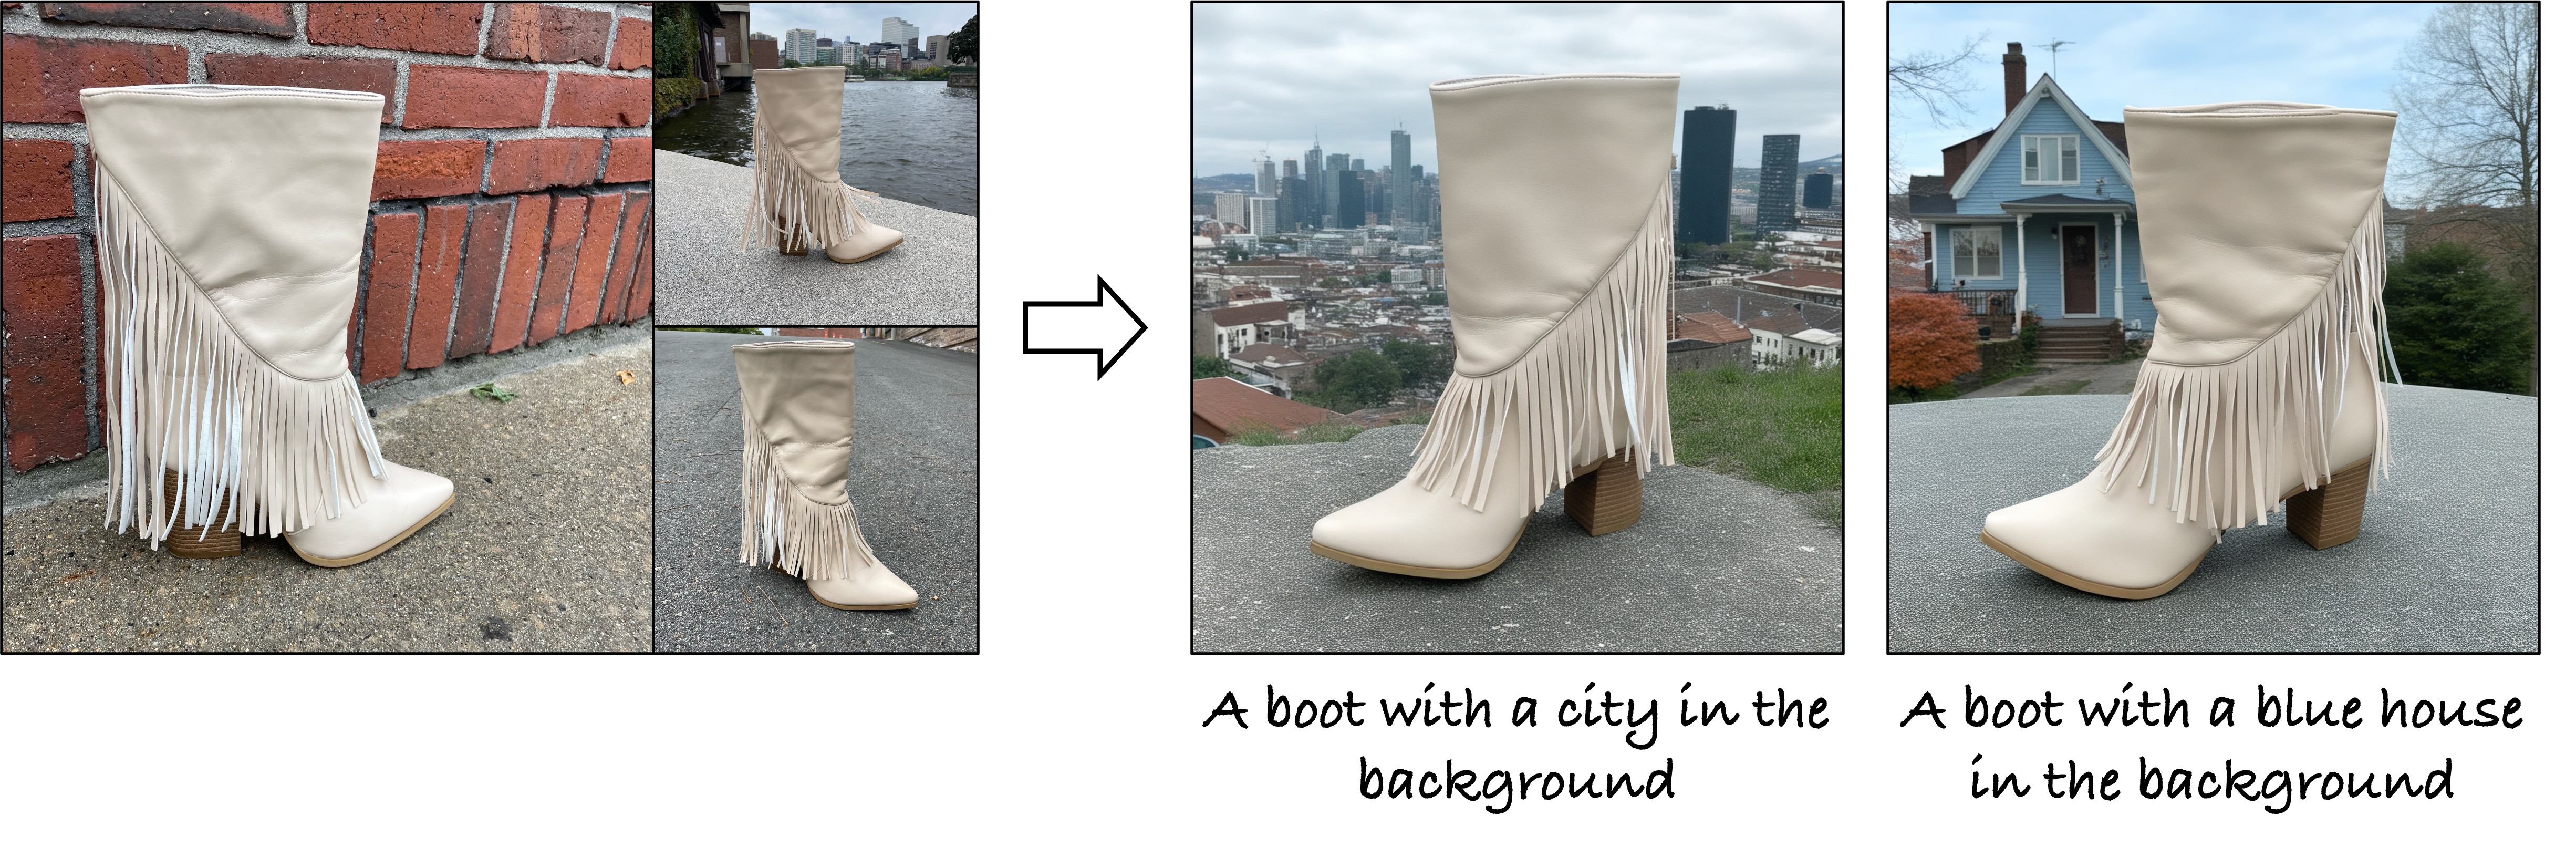 A boot with a city in the
background
A boot with a blue house
in the background